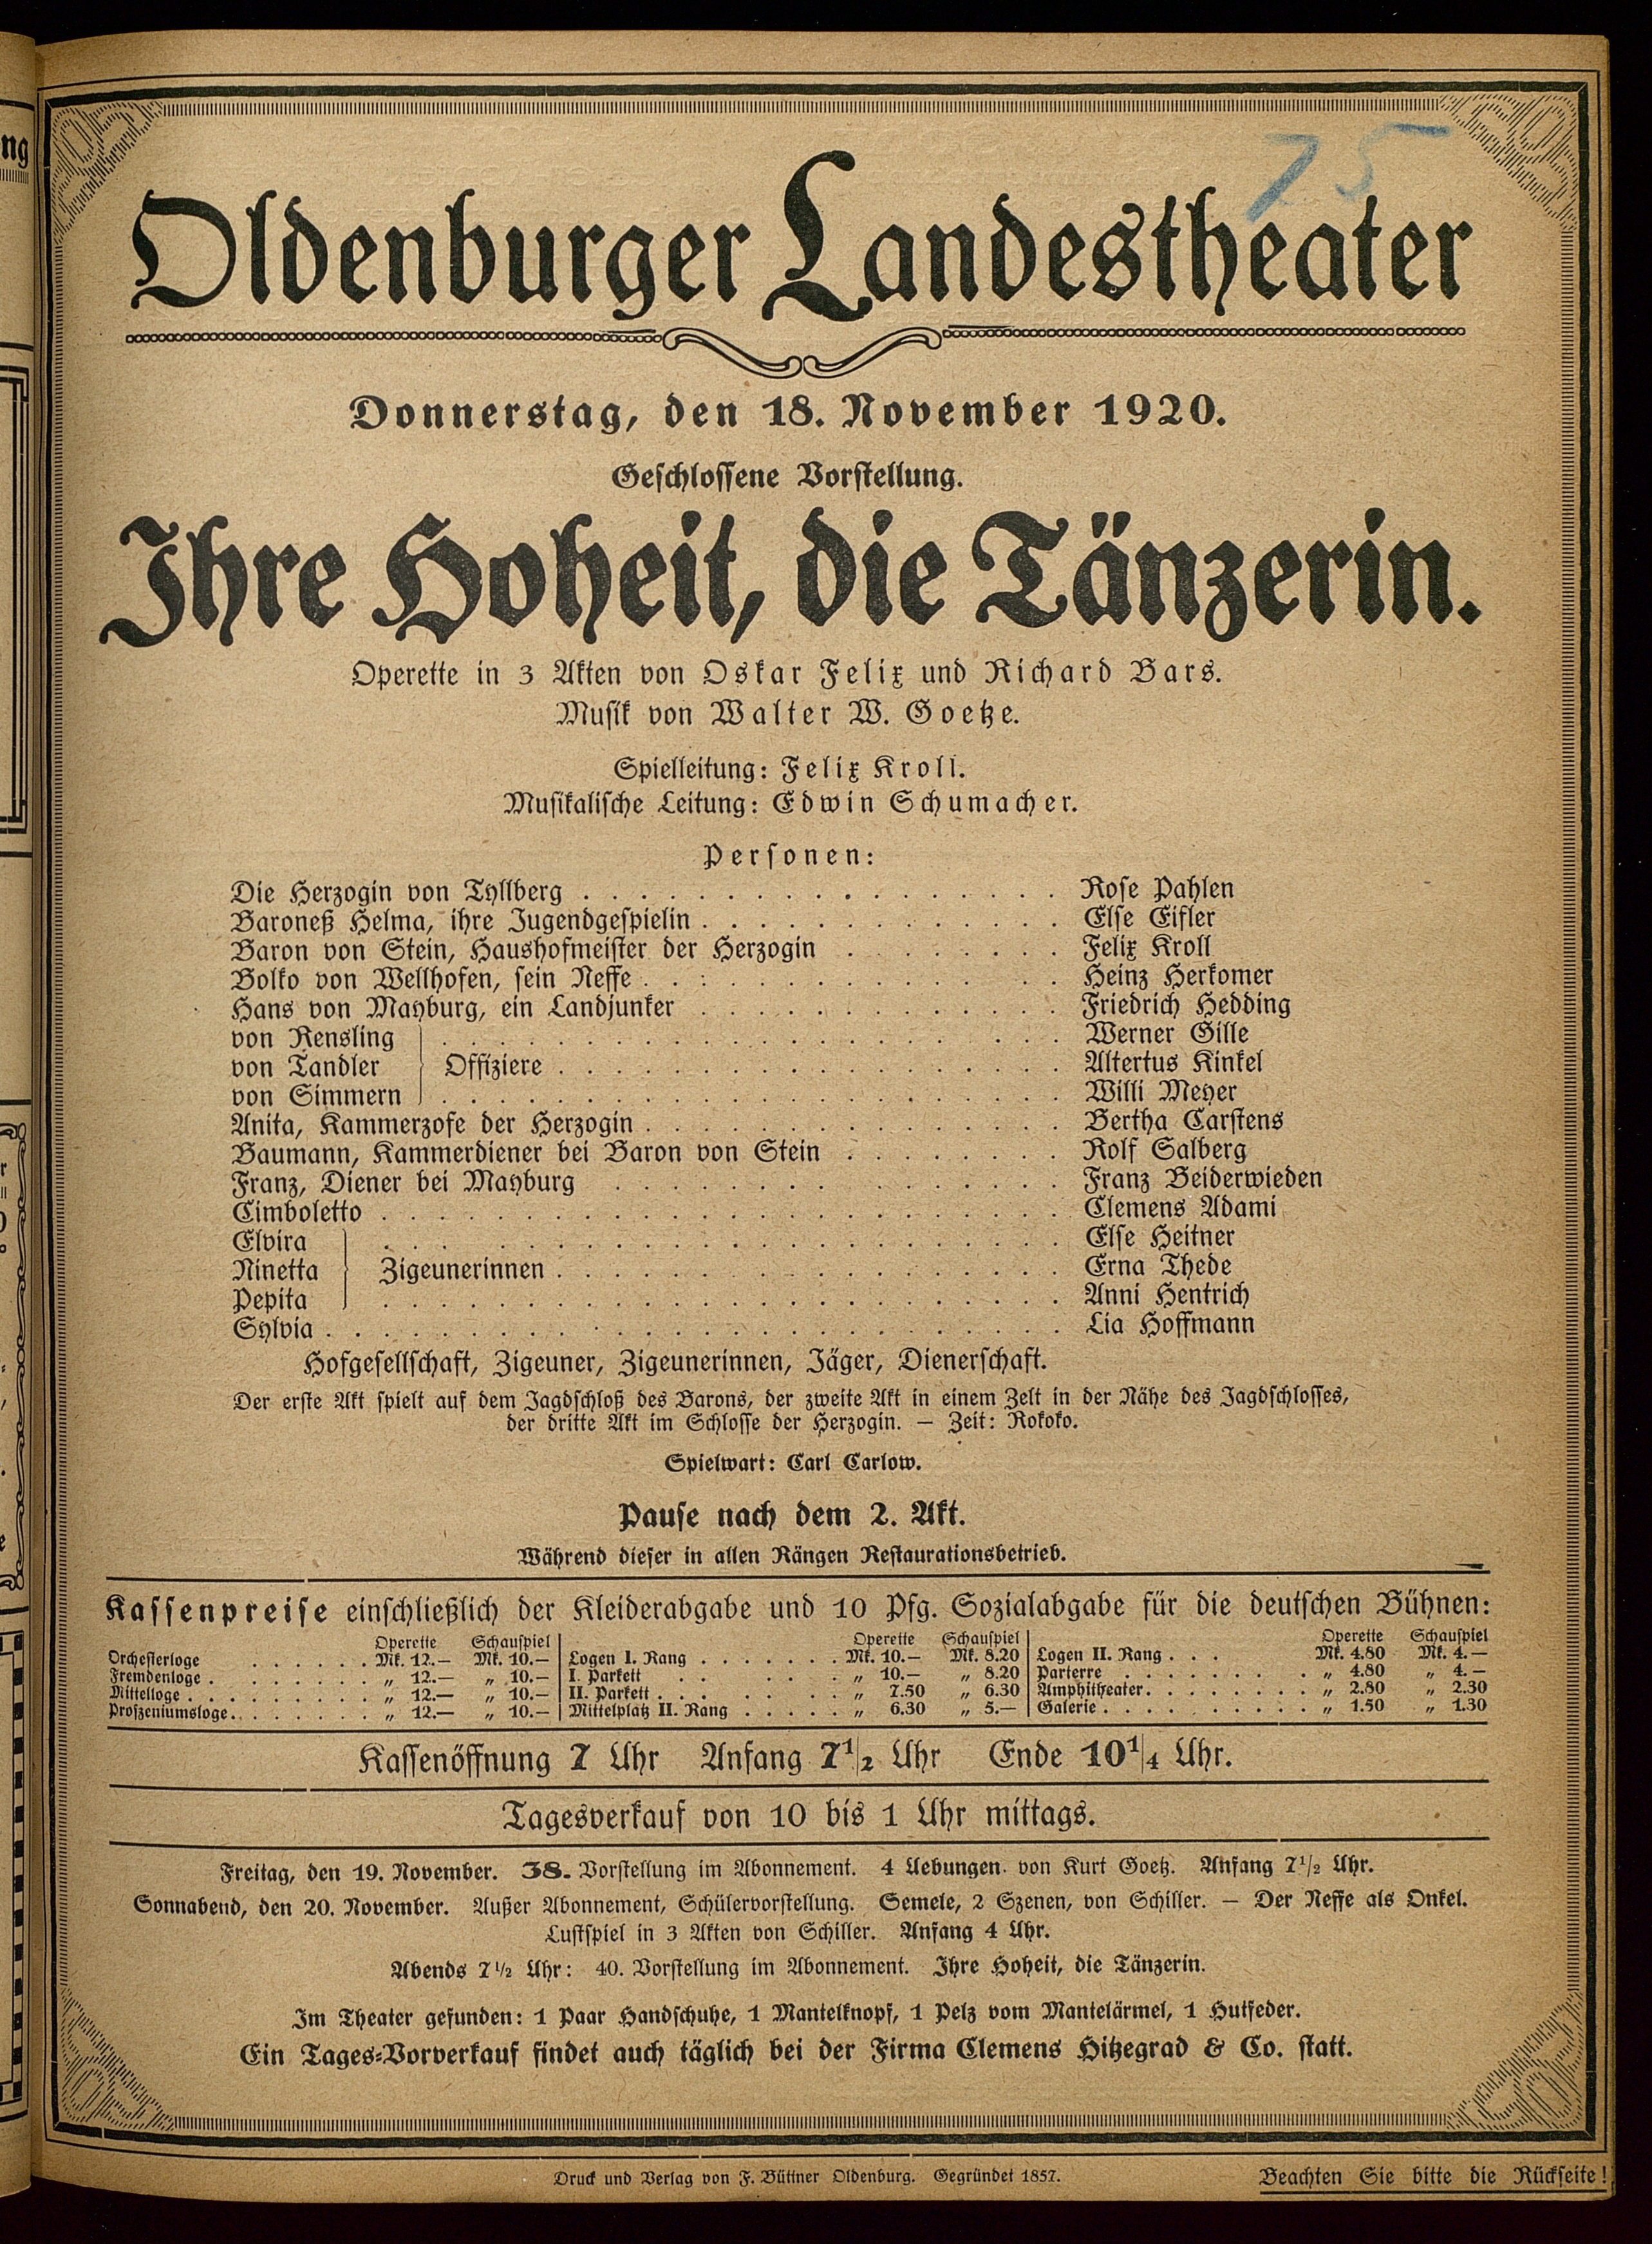 75
Oldenburger Landestheater
Donnerstag, den 18. November 1920.
Geschlossene Vorstellung.
Ihre Hoheit, die Tänzerin.
Operette in 3 Akten von Oskar Felix und Richard Bars.
Musik von Walter W. Goetze.
Spielleitung: Felix Kroll.
Musikalische Leitung: Edwin Schumacher.
Personen:
Die Herzogin von Tyllberg . . . . . . . . . . . . . . . . . Rose Pahlen
Baroneß Helma, ihre Jugendgespielin . . . . . . . . . . . . . Else Eifler
Baron von Stein, Haushofmeister der Herzogin . . . . . . . . Felix Kroll
Bolko von Wellhofen, sein Neffe . . . . . . . . . . . . . . . Heinz Herkomer
Hans von Mayburg, ein Landjunker . . . . . . . . . . . . . Friedrich Hedding
von Rensling . . . . . . . . . . . . . . . . . . . . . Werner Gille
von Tandler Offiziere . . . . . . . . . . . . . . . . . . Altertus Kinkel
von Simmern . . . . . . . . . . . . . . . . . . . . . . Willi Meyer
Anita, Kammerzofe der Herzogin . . . . . . . . . . . . . . . Bertha Carstens
Baumann, Kammerdiener bei Baron von Stein . . . . . . . . Rolf Salberg
Franz, Diener bei Mayburg . . . . . . . . . . . . . . . . Franz Beiderwieden
Cimboletto . . . . . . . . . . . . . . . . . . . . . . . . Clemens Adami
Elvira . . . . . . . . . . . . . . . . . . . . . . . . Else Heitner
Ninetta Zigeunerinnen . . . . . . . . . . . . . . . . . . Erna Thede
Pepita . . . . . . . . . . . . . . . . . . . . . . . . Anni Hentrich
Sylvia . . . . . . . . . . . . . . . . . . . . . . . . . . Lia Hoffmann
Hofgesellschaft, Zigeuner, Zigeunerinnen, Jäger, Dienerschaft.
Der erste Akt spielt auf dem Jagdschloß des Barons, der zweite Akt in einem Zelt in der Nähe des Jagdschlosses,
der dritte Akt im Schlosse der Herzogin. — Zeit: Rokoko.
Spielwart: Carl Carlow.
Pause nach dem 2. Akt.
Während dieser in allen Rängen Restaurationsbetrieb.
Kassenpreise einschließlich der Kleiderabgabe und 10 Pfg. Sozialabgabe für die deutschen Bühnen:
Operette Schauspiel
Orchesterloge . . . . . . Mk. 12.— Mk. 10.—
Fremdenloge . . . . . . . „ 12.— „ 10.—
Mittelloge . . . . . . . . . „ 12.— „ 10.—
Proszeniumsloge . . . . . . . „ 12.— „ 10.—
Operette Schauspiel
Logen I. Rang . . . . . . . Mk. 10.— Mk. 8.20
I. Parkett . . . . . . . „ 10.— „ 8.20
II. Parkett . . . . . . . „ 7.50 „ 6.30
Mittelplatz II. Rang . . . . . „ 6.30 „ 5.—
Operette Schauspiel
Logen II. Rang . . . Mk. 4.80 Mk. 4.—
Parterre . . . . . . . . „ 4.80 „ 4.—
Amphitheater . . . . . . . . „ 2.80 „ 2.30
Galerie . . . . . . . . . . „ 1.50 „ 1.30
Kassenöffnung 7 Uhr Anfang 7 1/2 Uhr Ende 10 1/4 Uhr.
Tagesverkauf von 10 bis 1 Uhr mittags.
Freitag, den 19. November. 38. Vorstellung im Abonnement. 4 Uebungen. von Kurt Goetz. Anfang 7 1/2 Uhr.
Sonnabend, den 20. November. Außer Abonnement, Schülervorstellung. Semele, 2 Szenen, von Schiller. — Der Neffe als Onkel.
Lustspiel in 3 Akten von Schiller. Anfang 4 Uhr.
Abends 7 1/2 Uhr: 40. Vorstellung im Abonnement. Ihre Hoheit, die Tänzerin.
Im Theater gefunden: 1 Paar Handschuhe, 1 Mantelknopf, 1 Pelz vom Mantelärmel, 1 Hutfeder.
Ein Tages-Vorverkauf findet auch täglich bei der Firma Clemens Hitzegrad & Co. statt.
Druck und Verlag von F. Büttner Oldenburg. Gegründet 1857.
Beachten Sie bitte die Rückseite!